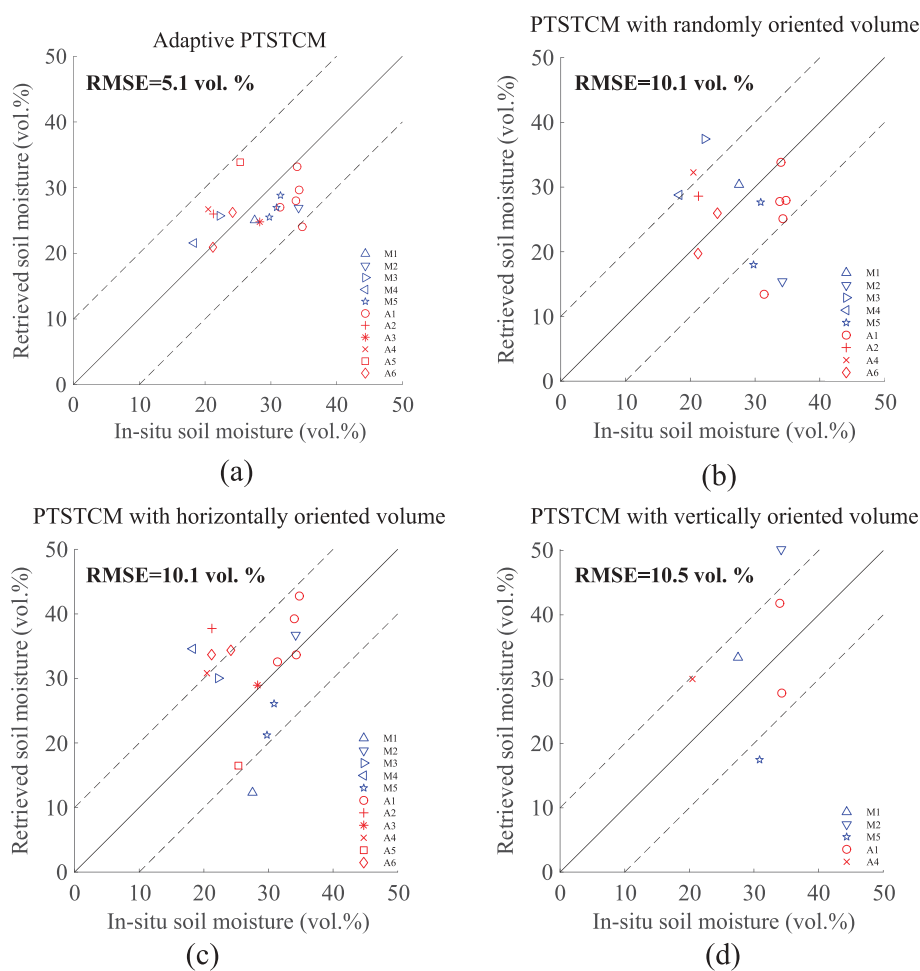 Adaptive PTSTCM
RMSE=5.1 vol. %
Retrieved soil moisture (vol.%)
50
40
30
20
10
0
0 10 20 30 40 50
In-situ soil moisture (vol.%)
M1
M2
M3
M4
M5
A1
A2
A3
A4
A5
A6
(a)
PTSTCM with randomly oriented volume
RMSE=10.1 vol. %
Retrieved soil moisture (vol.%)
50
40
30
20
10
0
0 10 20 30 40 50
In-situ soil moisture (vol.%)
M1
M2
M3
M4
M5
A1
A2
A4
A6
(b)
PTSTCM with horizontally oriented volume
RMSE=10.1 vol. %
Retrieved soil moisture (vol.%)
50
40
30
20
10
0
0 10 20 30 40 50
In-situ soil moisture (vol.%)
M1
M2
M3
M4
M5
A1
A2
A3
A4
A5
A6
(c)
PTSTCM with vertically oriented volume
RMSE=10.5 vol. %
Retrieved soil moisture (vol.%)
50
40
30
20
10
0
0 10 20 30 40 50
In-situ soil moisture (vol.%)
M1
M2
M5
A1
A4
(d)